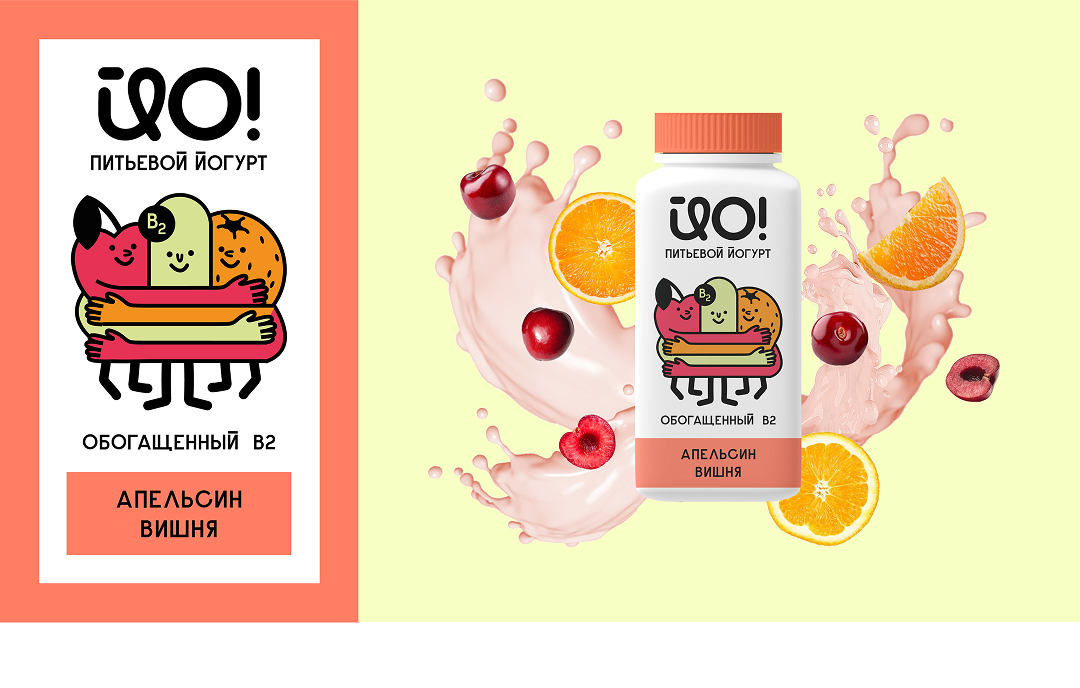 йО!
ПИТЬЕВОЙ ЙОГУРТ
B2
ОБОГАЩЕННЫЙ B2
АПЕЛЬСИН
ВИШНЯ
йО!
ПИТЬЕВОЙ ЙОГУРТ
B2
ОБОГАЩЕННЫЙ B2
АПЕЛЬСИН
ВИШНЯ